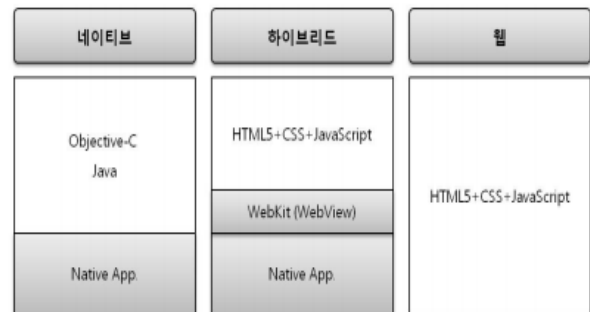 네이티브
하이브리드
웹
Objective-C
Java
Native App.
HTML5+CSS+JavaScript
WebKit (WebView)
Native App.
HTML5+CSS+JavaScript